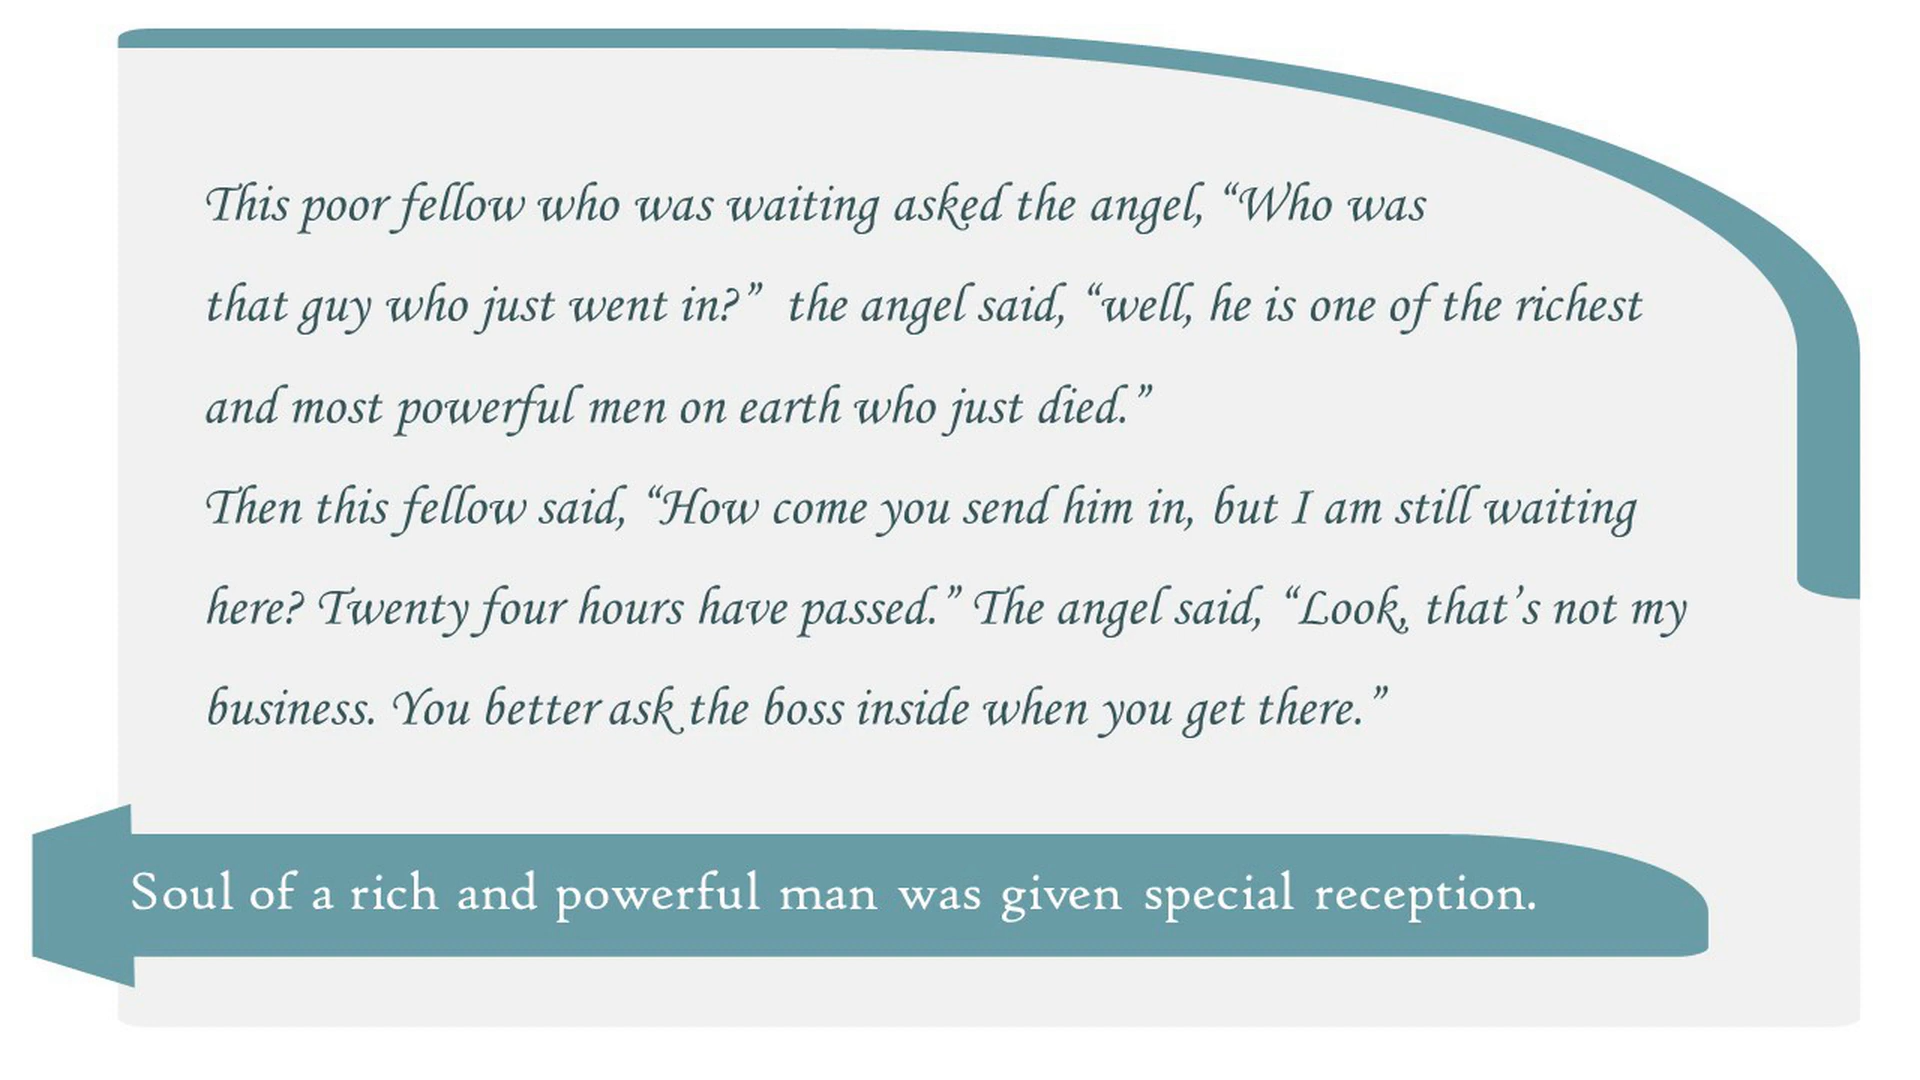 This poor fellow who was waiting asked the angel, “Who was
that guy who just went in?”  the angel said, “well, he is one of the richest
and most powerful men on earth who just died.”
Then this fellow said, “How come you send him in, but I am still waiting
here? Twenty four hours have passed.” The angel said, “Look, that’s not my
business. You better ask the boss inside when you get there.”
Soul of a rich and powerful man was given special reception.